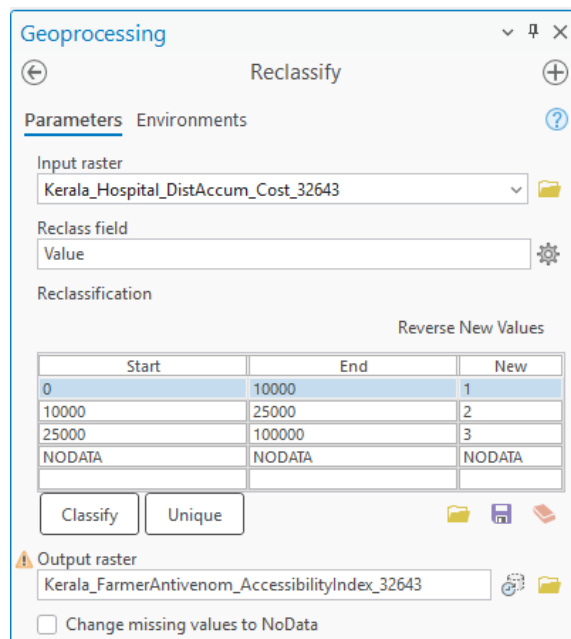 Geoprocessing
Reclassify
Parameters Environments
Input raster
Kerala_Hospital_DistAccum_Cost_32643
Reclass field
Value
Reclassification
Reverse New Values
Start End New
0 10000 1
10000 25000 2
25000 100000 3
NODATA NODATA NODATA
Classify Unique
Output raster
Kerala_FarmerAntivenom_AccessibilityIndex_32643
Change missing values to NoData